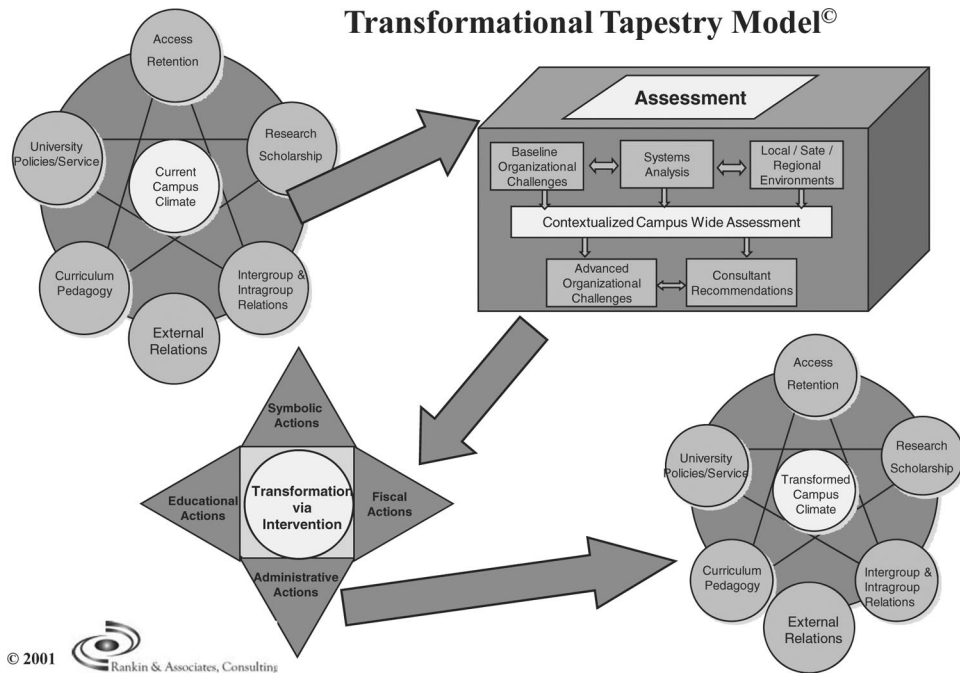 Transformational Tapestry Model©
Access
Retention
University
Policies/Service
Research
Scholarship
Current
Campus
Climate
Curriculum
Pedagogy
Intergroup &
Intragroup
Relations
External
Relations
Assessment
Baseline
Organizational
Challenges
Systems
Analysis
Local / Sate /
Regional
Environments
Contextualized Campus Wide Assessment
Advanced
Organizational
Challenges
Consultant
Recommendations
Symbolic
Actions
Educational
Actions
Transformation
via
Intervention
Fiscal
Actions
Administrative
Actions
Access
Retention
University
Policies/Service
Research
Scholarship
Transformed
Campus
Climate
Curriculum
Pedagogy
Intergroup &
Intragroup
Relations
External
Relations
© 2001
Rankin & Associates, Consulting